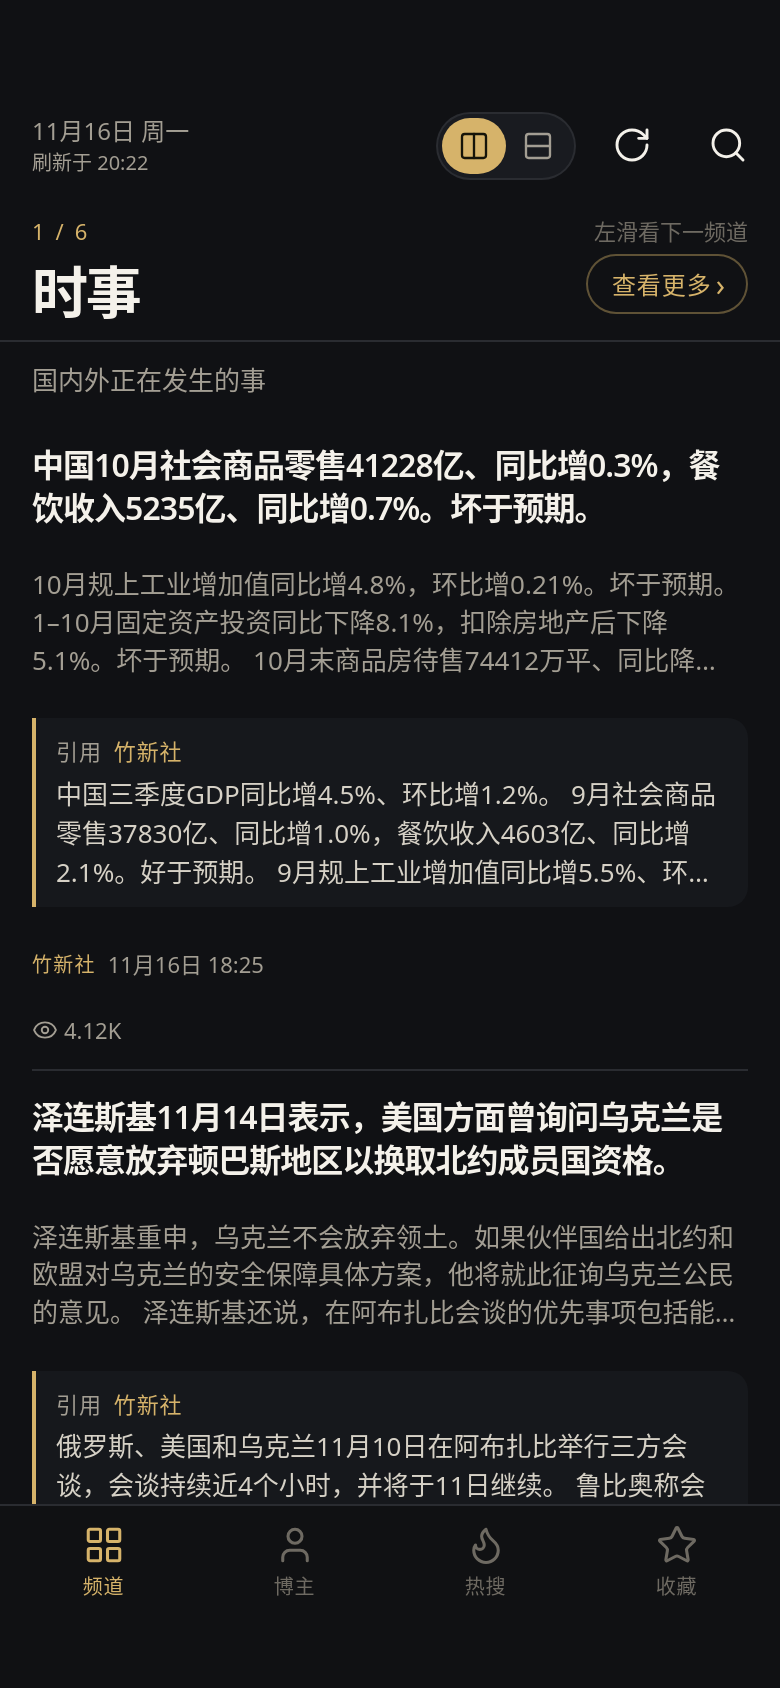 11月16日 周一
刷新于 20:22
1 / 6
左滑看下一频道
时事
查看更多 ›
国内外正在发生的事
中国10月社会商品零售41228亿、同比增0.3%，餐
饮收入5235亿、同比增0.7%。坏于预期。
10月规上工业增加值同比增4.8%，环比增0.21%。坏于预期。
1–10月固定资产投资同比下降8.1%，扣除房地产后下降
5.1%。坏于预期。 10月末商品房待售74412万平、同比降...
引用 竹新社
中国三季度GDP同比增4.5%、环比增1.2%。 9月社会商品
零售37830亿、同比增1.0%，餐饮收入4603亿、同比增
2.1%。好于预期。 9月规上工业增加值同比增5.5%、环...
竹新社 11月16日 18:25
4.12K
泽连斯基11月14日表示，美国方面曾询问乌克兰是
否愿意放弃顿巴斯地区以换取北约成员国资格。
泽连斯基重申，乌克兰不会放弃领土。如果伙伴国给出北约和
欧盟对乌克兰的安全保障具体方案，他将就此征询乌克兰公民
的意见。 泽连斯基还说，在阿布扎比会谈的优先事项包括能...
引用 竹新社
俄罗斯、美国和乌克兰11月10日在阿布扎比举行三方会
谈，会谈持续近4个小时，并将于11日继续。 鲁比奥称会
频道
博主
热搜
收藏